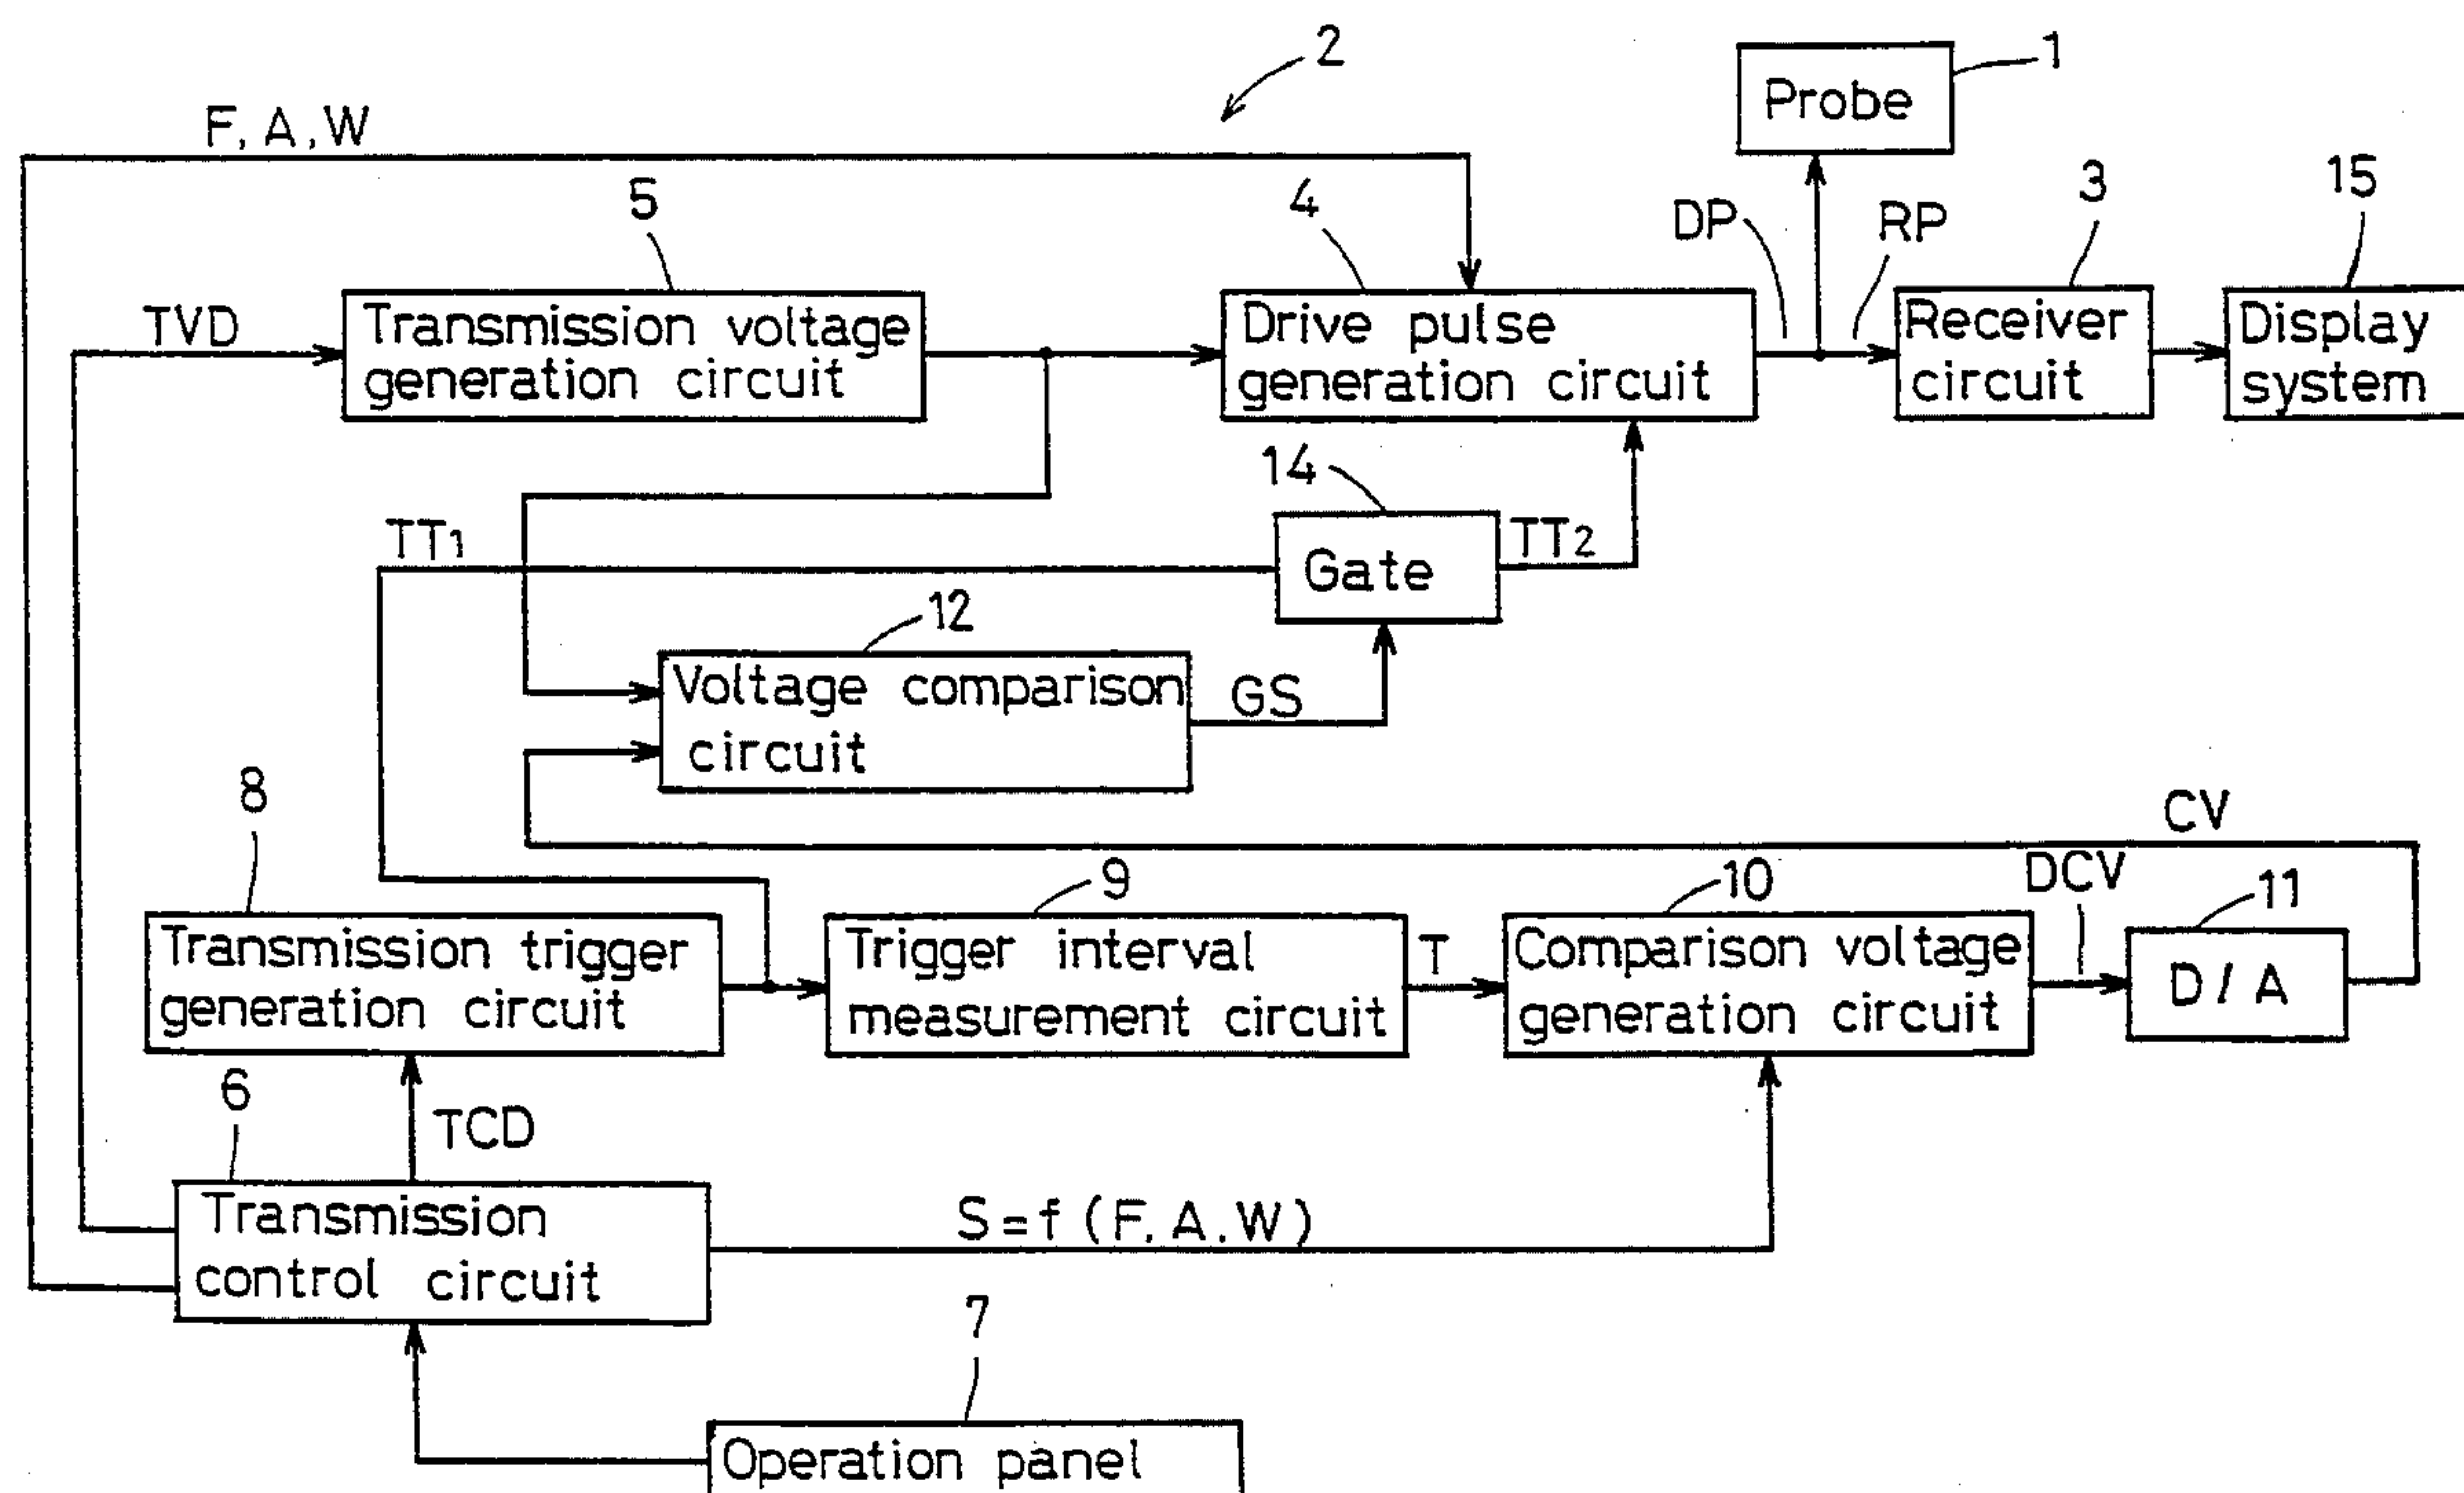 2
1
Probe
F, A, W
5
4
DP
RP
3
15
TVD
Transmission voltage
generation circuit
Drive pulse
generation circuit
Receiver
circuit
Display
system
14
TT1
Gate
TT2
12
Voltage comparison
circuit
GS
8
CV
9
10
DCV
11
Transmission trigger
generation circuit
Trigger interval
measurement circuit
T
Comparison voltage
generation circuit
D/A
6
TCD
Transmission
control circuit
S=f(F, A, W)
7
Operation panel